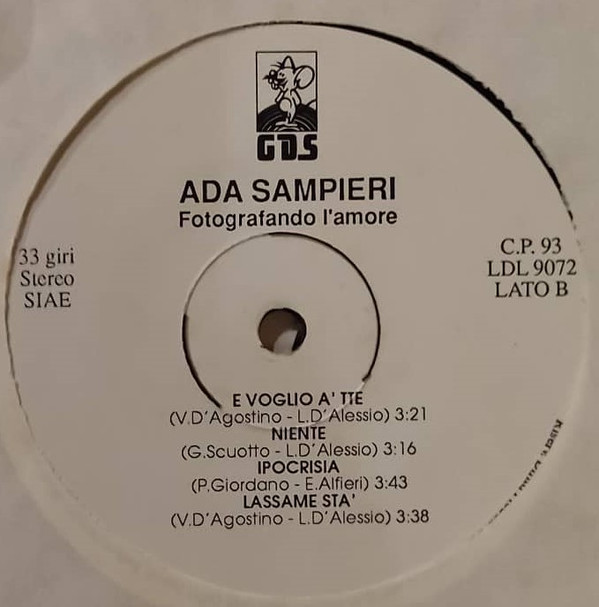 GDS
ADA SAMPIERI
Fotografando l'amore
33 giri
Stereo
SIAE
C.P. 93
LDL 9072
LATO B
E VOGLIO A' TTE
(V.D'Agostino - L.D'Alessio) 3:21
NIENTE
(G.Scuotto - L.D'Alessio) 3:16
IPOCRISIA
(P.Giordano - E.Alfieri) 3:43
LASSAME STA'
(V.D'Agostino - L.D'Alessio) 3:38